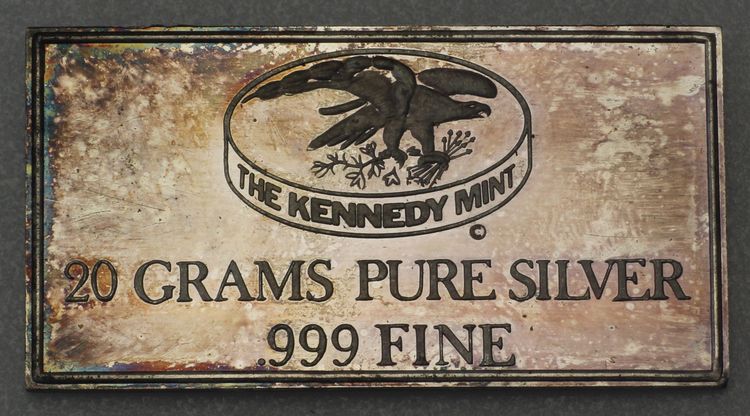 THE KENNEDY MINT
©
20 GRAMS PURE SILVER
.999 FINE